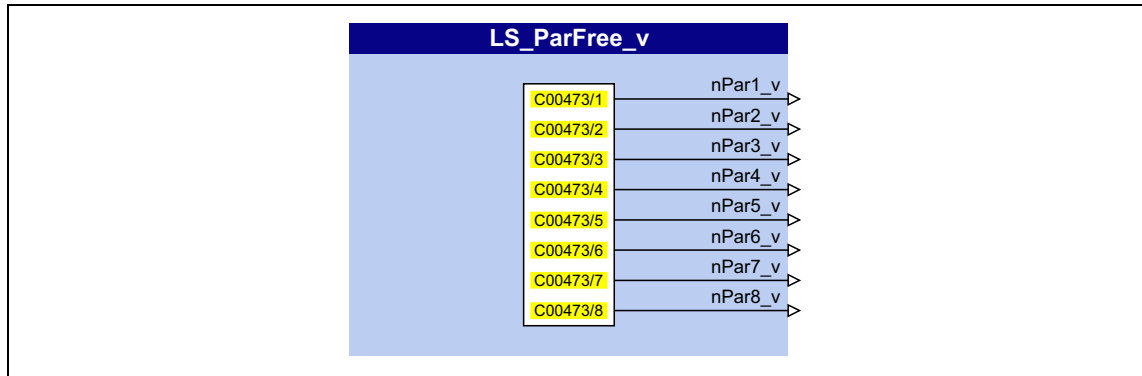 LS_ParFree_v
C00473/1 nPar1_v
C00473/2 nPar2_v
C00473/3 nPar3_v
C00473/4 nPar4_v
C00473/5 nPar5_v
C00473/6 nPar6_v
C00473/7 nPar7_v
C00473/8 nPar8_v